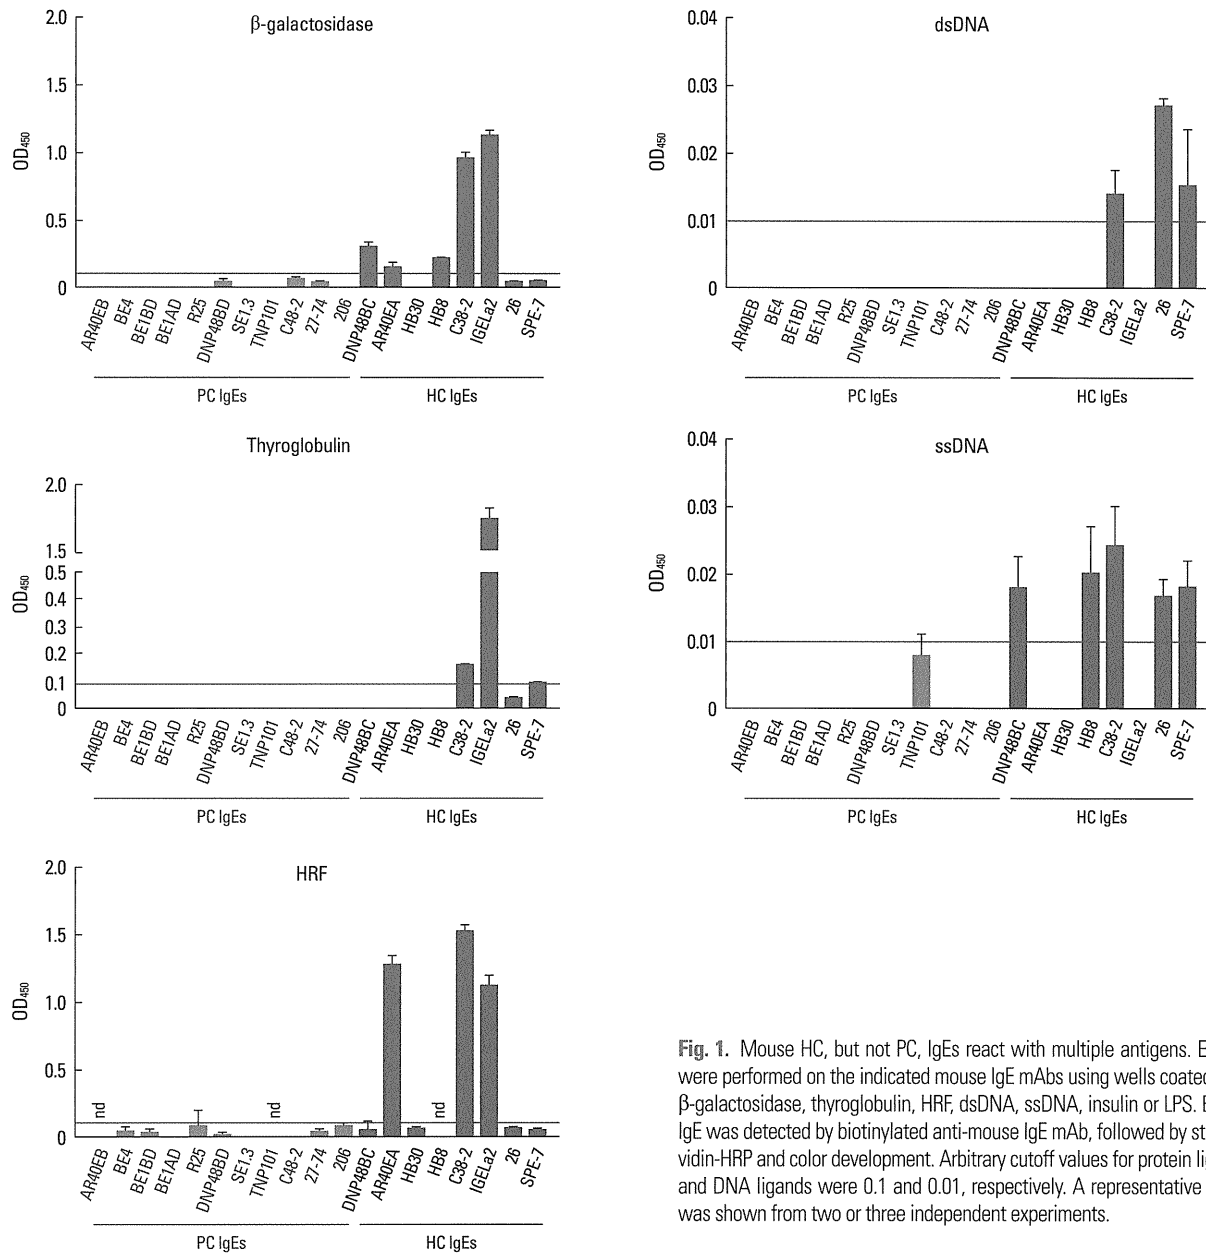 β-galactosidase
2.0
1.5
1.0
0.5
0
OD450
AR40EB BE4 BE1BD BE1AD R25 DNP48BD SE1.3 TNP101 C48-2 27-74 206 DNP48BC AR40EA HB30 HB8 C38-2 IGELa2 26 SPE-7
PC IgEs HC IgEs
dsDNA
0.04
0.03
0.02
0.01
0
OD450
AR40EB BE4 BE1BD BE1AD R25 DNP48BD SE1.3 TNP101 C48-2 27-74 206 DNP48BC AR40EA HB30 HB8 C38-2 IGELa2 26 SPE-7
PC IgEs HC IgEs
Thyroglobulin
2.0
1.5
0.5
0.4
0.3
0.2
0.1
0
OD450
AR40EB BE4 BE1BD BE1AD R25 DNP48BD SE1.3 TNP101 C48-2 27-74 206 DNP48BC AR40EA HB30 HB8 C38-2 IGELa2 26 SPE-7
PC IgEs HC IgEs
ssDNA
0.04
0.03
0.02
0.01
0
OD450
AR40EB BE4 BE1BD BE1AD R25 DNP48BD SE1.3 TNP101 C48-2 27-74 206 DNP48BC AR40EA HB30 HB8 C38-2 IGELa2 26 SPE-7
PC IgEs HC IgEs
HRF
2.0
1.5
1.0
0.5
0
OD450
nd nd nd
AR40EB BE4 BE1BD BE1AD R25 DNP48BD SE1.3 TNP101 C48-2 27-74 206 DNP48BC AR40EA HB30 HB8 C38-2 IGELa2 26 SPE-7
PC IgEs HC IgEs
Fig. 1. Mouse HC, but not PC, IgEs react with multiple antigens.
were performed on the indicated mouse IgE mAbs using wells coated
β-galactosidase, thyroglobulin, HRF, dsDNA, ssDNA, insulin or LPS.
IgE was detected by biotinylated anti-mouse IgE mAb, followed by
vidin-HRP and color development. Arbitrary cutoff values for protein
and DNA ligands were 0.1 and 0.01, respectively. A representative
was shown from two or three independent experiments.